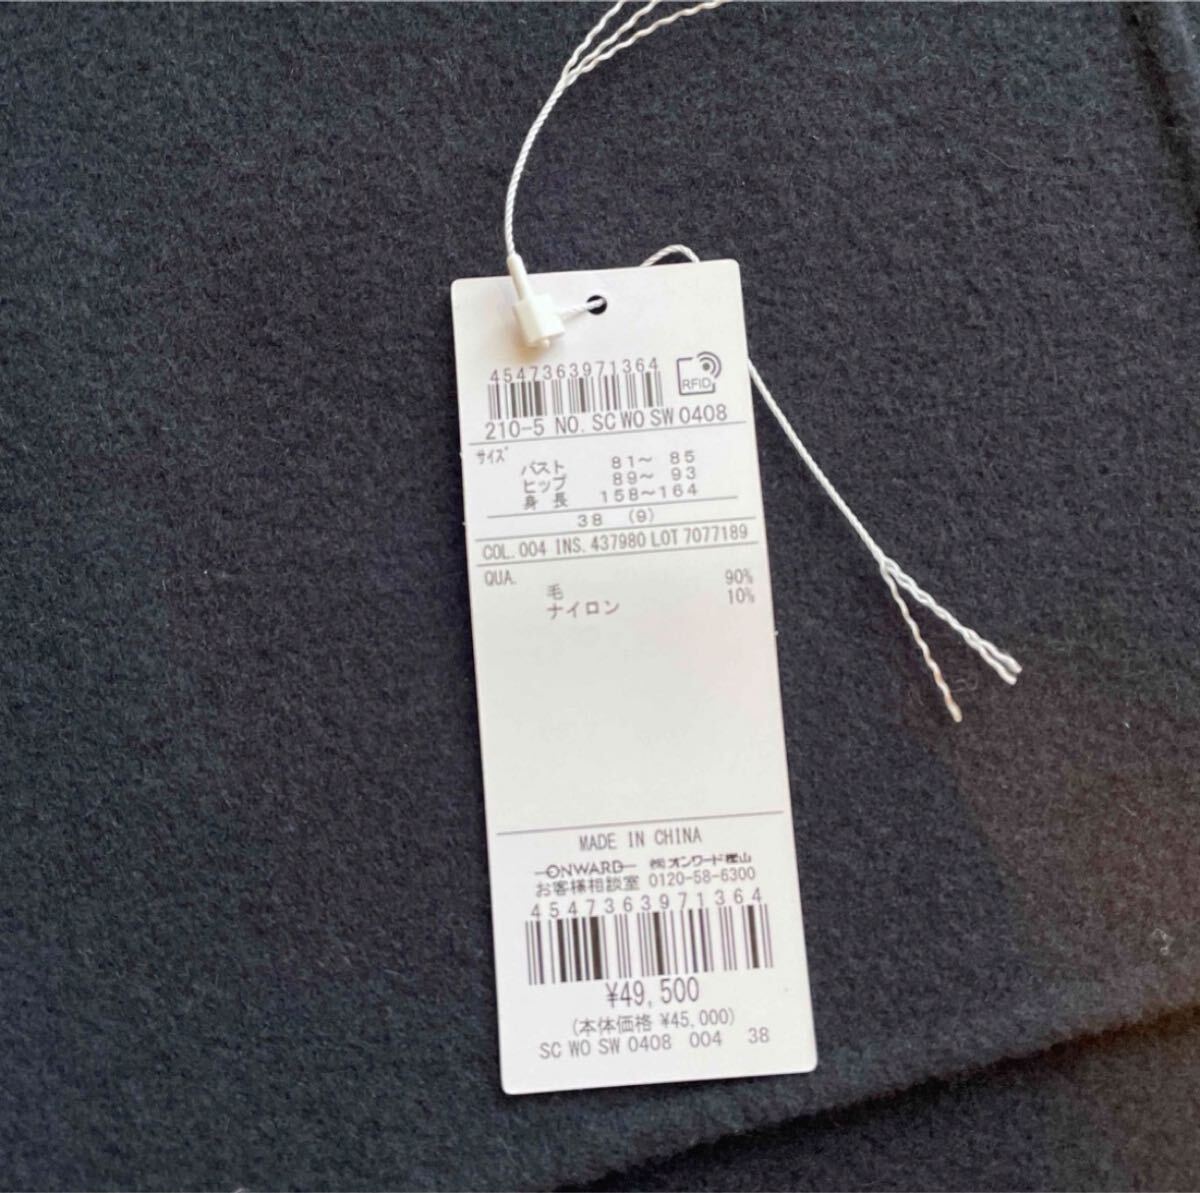 4547363971364
RFID
210-5 NO. SC WO SW 0408
サイズ
バスト 81～ 85
ヒップ 89～ 93
身長 158～164
38 (9)
COL. 004 INS. 437980 LOT 7077189
QUA.
毛 90%
ナイロン 10%
MADE IN CHINA
ONWARD ㈱オンワード樫山
お客様相談室 0120-58-6300
4547363971364
¥49,500
(本体価格 ¥45,000)
SC WO SW 0408 004 38